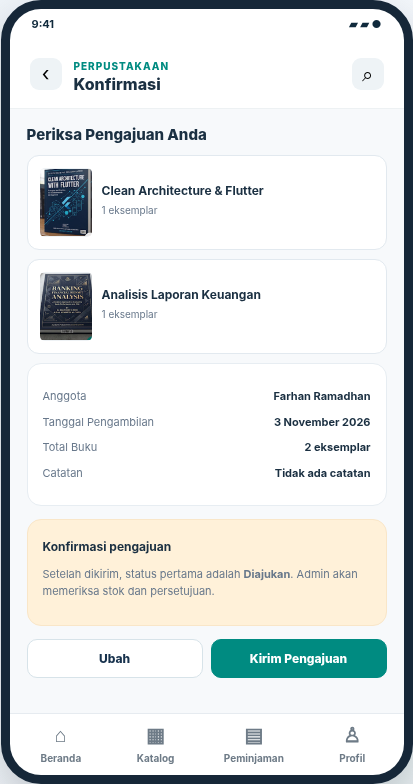 9:41
PERPUSTAKAAN
Konfirmasi
Periksa Pengajuan Anda
CLEAN ARCHITECTURE
WITH FLUTTER
Clean Architecture & Flutter
1 eksemplar
BANKING
ANALYSIS
Analisis Laporan Keuangan
1 eksemplar
Anggota Farhan Ramadhan
Tanggal Pengambilan 3 November 2026
Total Buku 2 eksemplar
Catatan Tidak ada catatan
Konfirmasi pengajuan
Setelah dikirim, status pertama adalah Diajukan. Admin akan
memeriksa stok dan persetujuan.
Ubah Kirim Pengajuan
Beranda Katalog Peminjaman Profil